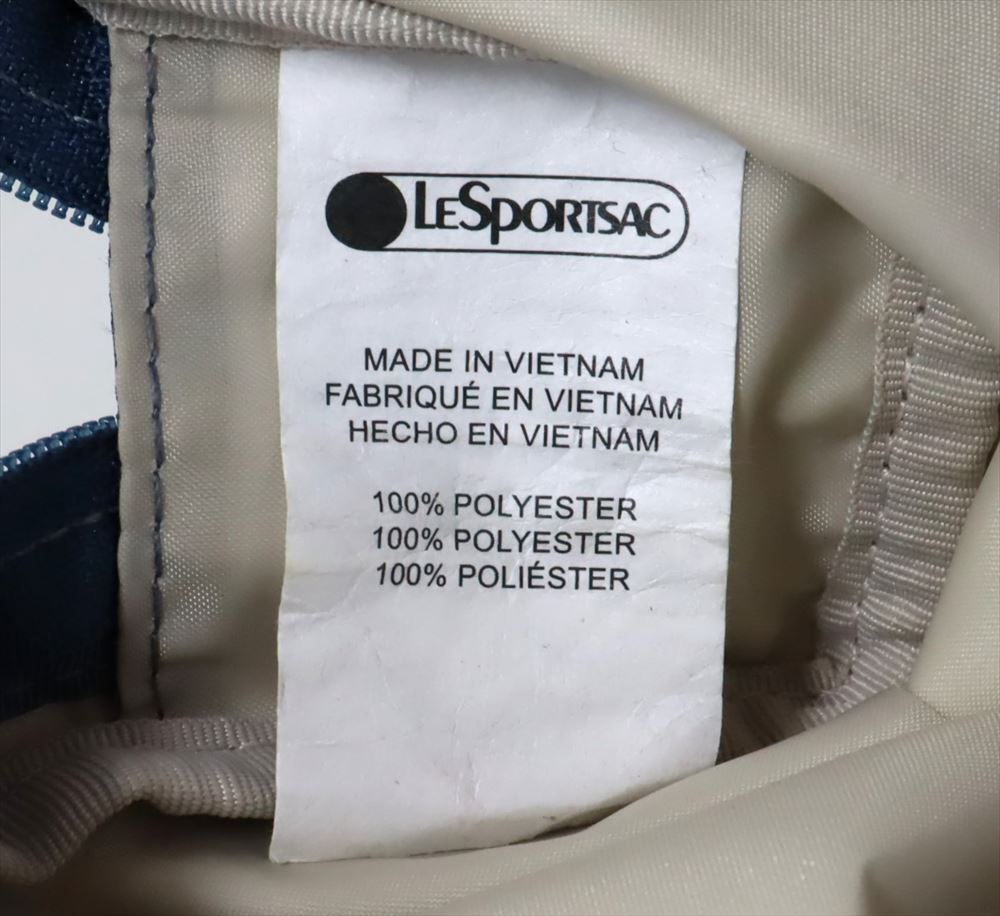 LESPORTSAC
MADE IN VIETNAM
FABRIQUÉ EN VIETNAM
HECHO EN VIETNAM
100% POLYESTER
100% POLYESTER
100% POLIÉSTER